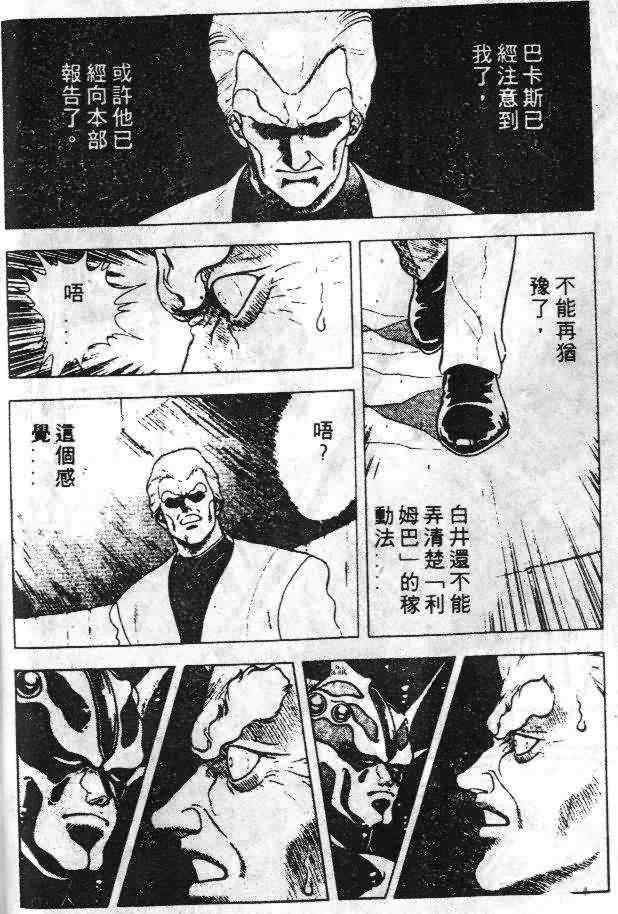 巴卡斯已
經注意到
我了，
或許他已
經向本部
報告了。
不能再猶
豫了，
白井還不能
弄清楚「利
姆巴」的稼
動法……
唔……
唔？
這個感
覺……